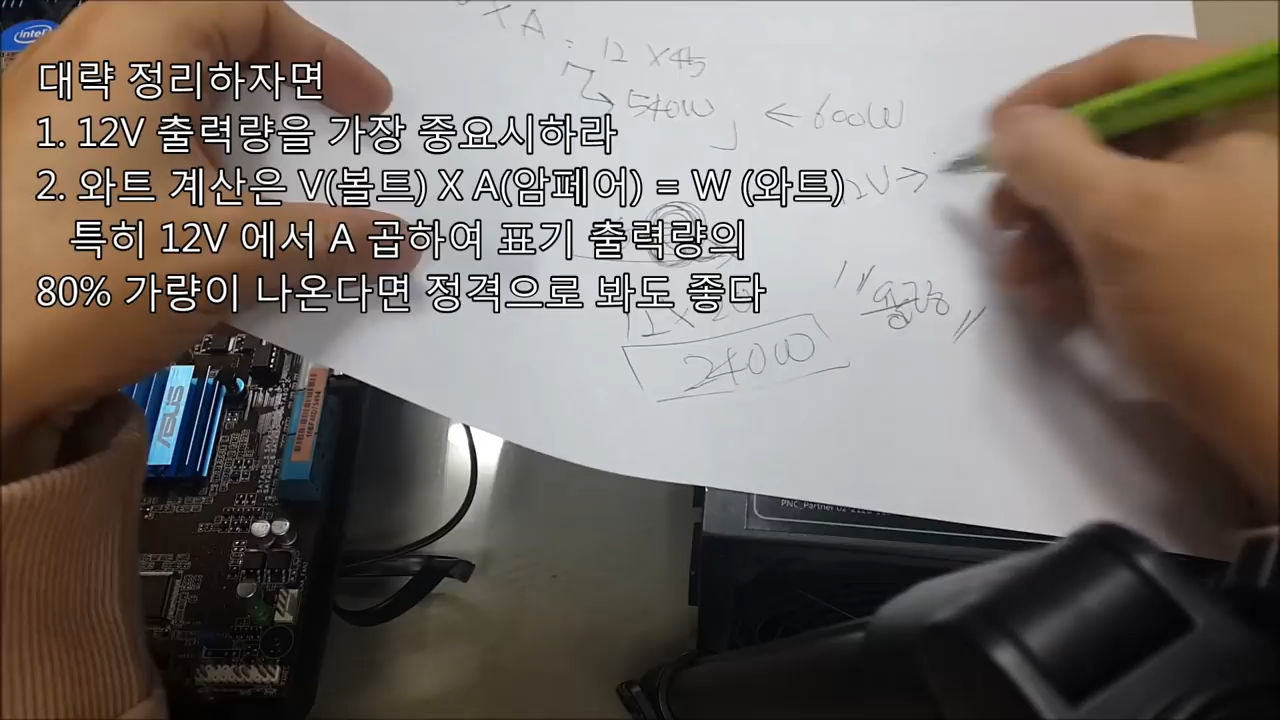 intel
X A
12 X 45
540W ← 600W
대략 정리하자면
1. 12V 출력량을 가장 중요시하라
2. 와트 계산은 V(볼트) X A(암페어) = W (와트)
특히 12V 에서 A 곱하여 표기 출력량의
80% 가량이 나온다면 정격으로 봐도 좋다
12V →
240W
ASUS
PNC_Partner